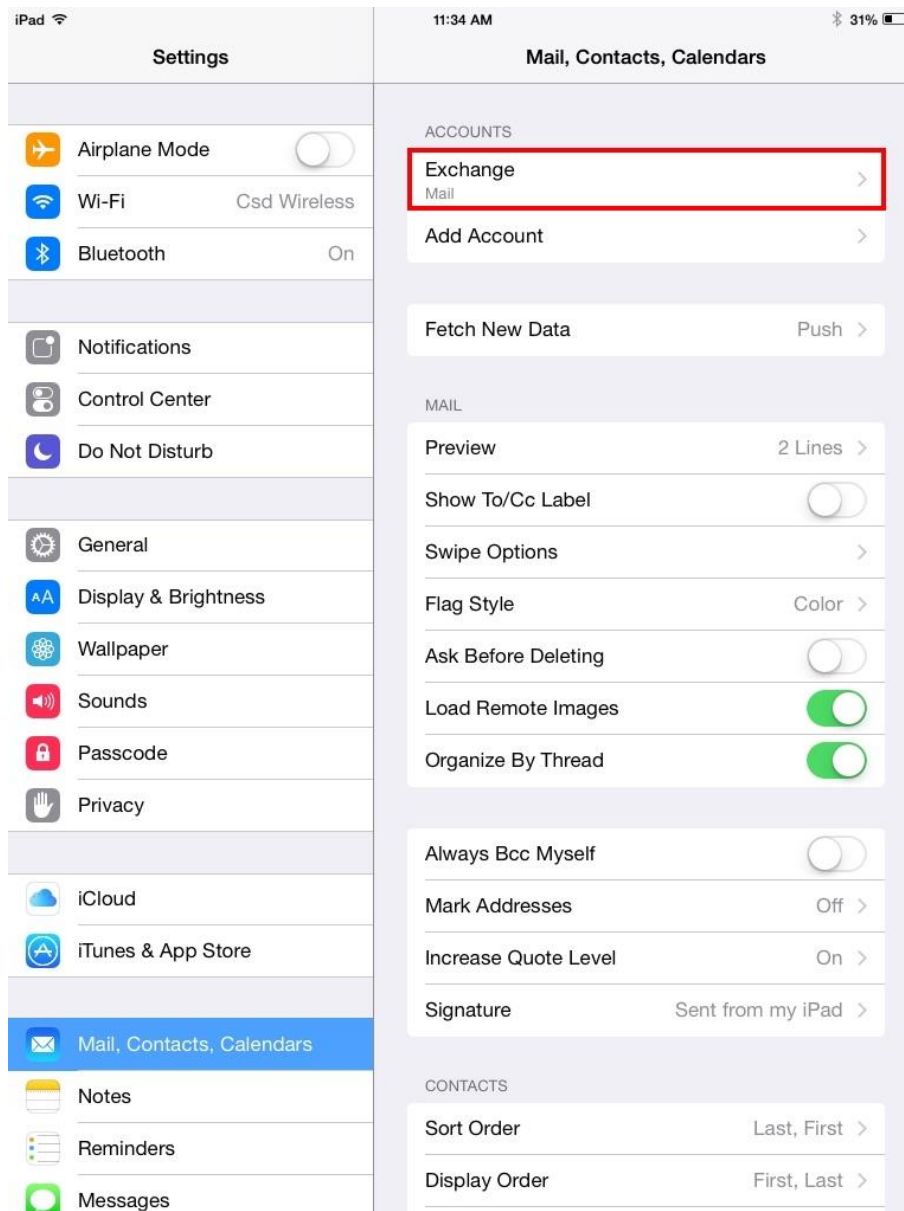 iPad 11:34 AM 31%
Settings
Airplane Mode
Wi-Fi Csd Wireless
Bluetooth On
Notifications
Control Center
Do Not Disturb
General
AA Display & Brightness
Wallpaper
Sounds
Passcode
Privacy
iCloud
iTunes & App Store
Mail, Contacts, Calendars
Notes
Reminders
Messages
Mail, Contacts, Calendars
ACCOUNTS
Exchange
Mail
Add Account
Fetch New Data Push
MAIL
Preview 2 Lines
Show To/Cc Label
Swipe Options
Flag Style Color
Ask Before Deleting
Load Remote Images
Organize By Thread
Always Bcc Myself
Mark Addresses Off
Increase Quote Level On
Signature Sent from my iPad
CONTACTS
Sort Order Last, First
Display Order First, Last